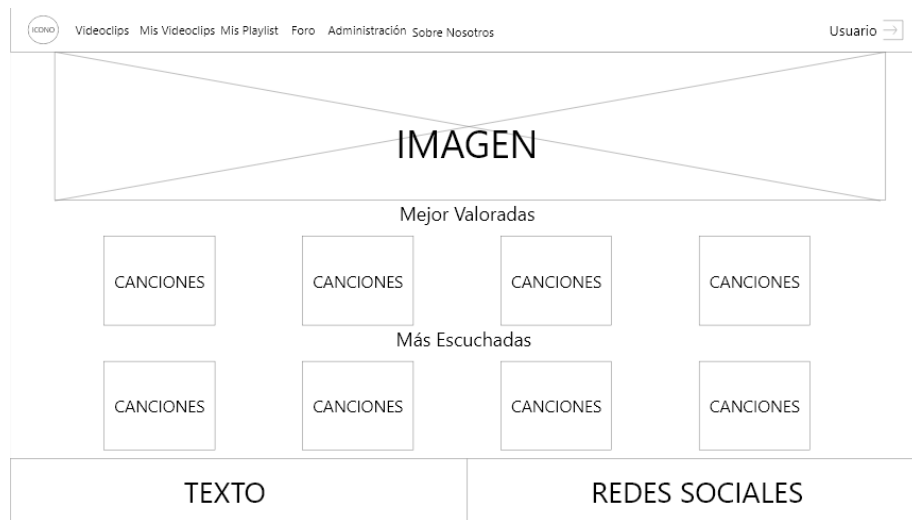 ICONO Videoclips Mis Videoclips Mis Playlist Foro Administración Sobre Nosotros Usuario
IMAGEN
Mejor Valoradas
CANCIONES CANCIONES CANCIONES CANCIONES
Más Escuchadas
CANCIONES CANCIONES CANCIONES CANCIONES
TEXTO REDES SOCIALES